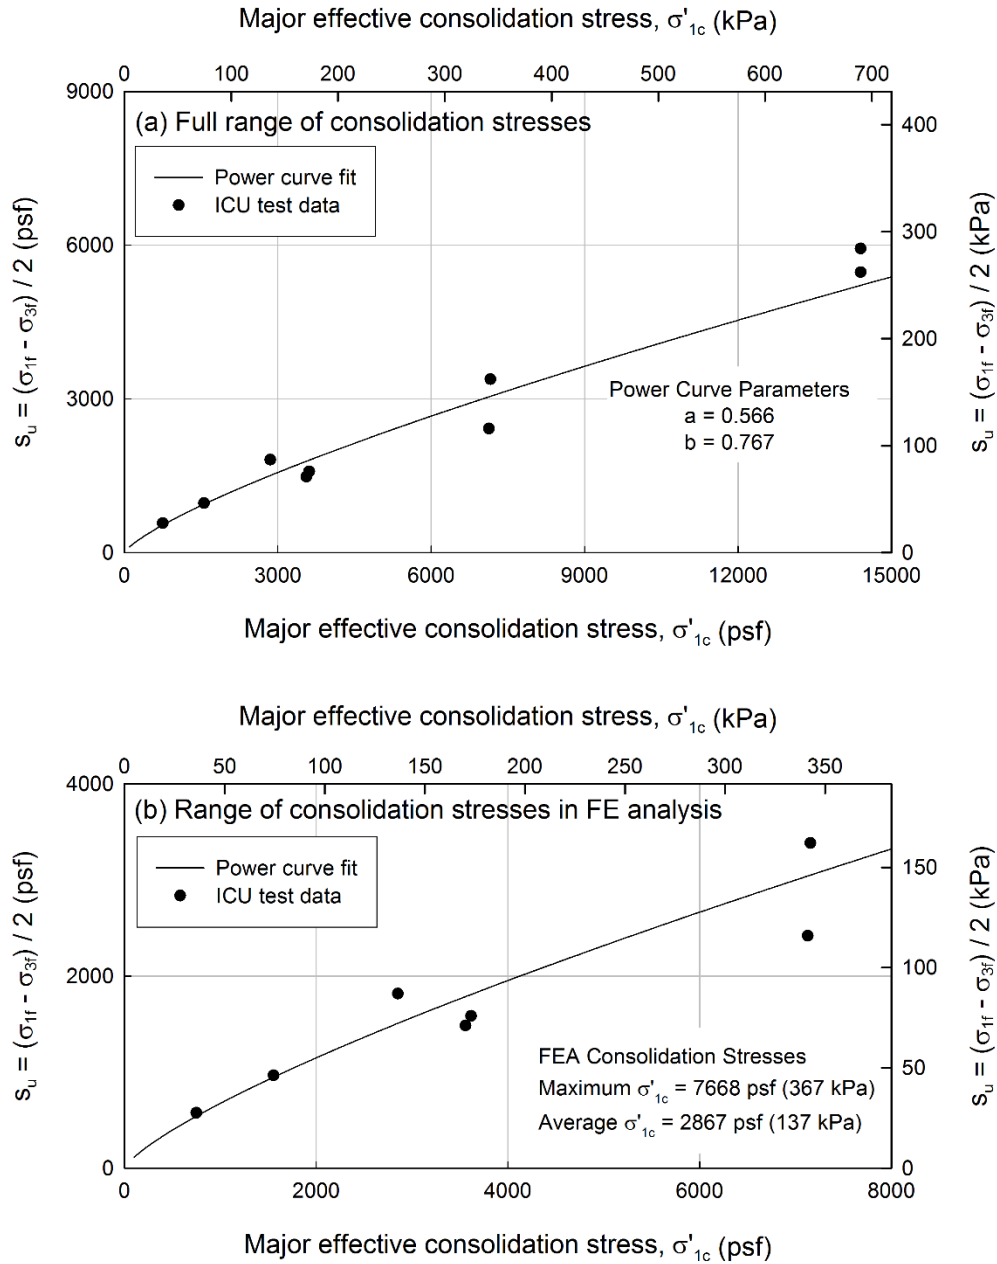 Major effective consolidation stress, σ'1c (kPa)
0 100 200 300 400 500 600 700
9000
6000
3000
0
su = (σ1f - σ3f) / 2 (psf)
(a) Full range of consolidation stresses
Power curve fit
ICU test data
Power Curve Parameters
a = 0.566
b = 0.767
400
300
200
100
0
su = (σ1f - σ3f) / 2 (kPa)
0 3000 6000 9000 12000 15000
Major effective consolidation stress, σ'1c (psf)
Major effective consolidation stress, σ'1c (kPa)
0 50 100 150 200 250 300 350
4000
2000
0
su = (σ1f - σ3f) / 2 (psf)
(b) Range of consolidation stresses in FE analysis
Power curve fit
ICU test data
FEA Consolidation Stresses
Maximum σ'1c = 7668 psf (367 kPa)
Average σ'1c = 2867 psf (137 kPa)
150
100
50
0
su = (σ1f - σ3f) / 2 (kPa)
0 2000 4000 6000 8000
Major effective consolidation stress, σ'1c (psf)